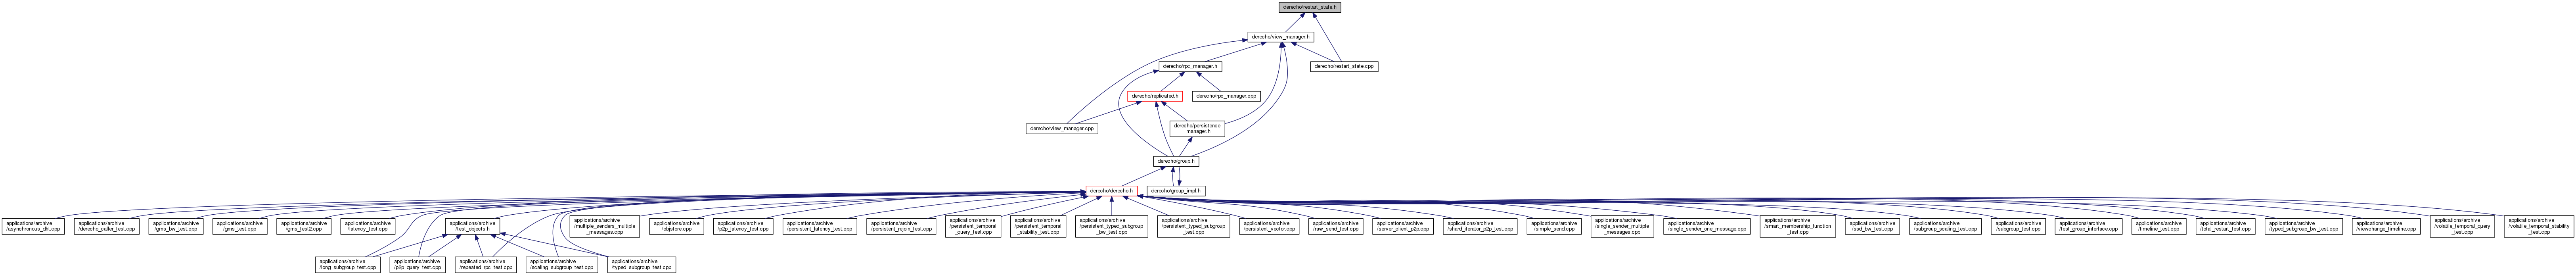 derecho/restart_state.h
derecho/view_manager.h
derecho/rpc_manager.h
derecho/restart_state.cpp
derecho/replicated.h
derecho/rpc_manager.cpp
derecho/view_manager.cpp
derecho/persistence
_manager.h
derecho/group.h
derecho/derecho.h
derecho/group_impl.h
applications/archive
/asynchronous_dht.cpp
applications/archive
/derecho_caller_test.cpp
applications/archive
/gms_bw_test.cpp
applications/archive
/gms_test.cpp
applications/archive
/gms_test2.cpp
applications/archive
/latency_test.cpp
applications/archive
/test_objects.h
applications/archive
/multiple_senders_multiple
_messages.cpp
applications/archive
/objstore.cpp
applications/archive
/p2p_latency_test.cpp
applications/archive
/persistent_latency_test.cpp
applications/archive
/persistent_rejoin_test.cpp
applications/archive
/persistent_temporal
_query_test.cpp
applications/archive
/persistent_temporal
_stability_test.cpp
applications/archive
/persistent_typed_subgroup
_bw_test.cpp
applications/archive
/persistent_typed_subgroup
_test.cpp
applications/archive
/persistent_vector.cpp
applications/archive
/raw_send_test.cpp
applications/archive
/server_client_p2p.cpp
applications/archive
/shard_iterator_p2p_test.cpp
applications/archive
/simple_send.cpp
applications/archive
/single_sender_multiple
_messages.cpp
applications/archive
/single_sender_one_message.cpp
applications/archive
/smart_membership_function
_test.cpp
applications/archive
/ssd_bw_test.cpp
applications/archive
/subgroup_scaling_test.cpp
applications/archive
/subgroup_test.cpp
applications/archive
/test_group_interface.cpp
applications/archive
/timeline_test.cpp
applications/archive
/total_restart_test.cpp
applications/archive
/typed_subgroup_bw_test.cpp
applications/archive
/viewchange_timeline.cpp
applications/archive
/volatile_temporal_query
_test.cpp
applications/archive
/volatile_temporal_stability
_test.cpp
applications/archive
/long_subgroup_test.cpp
applications/archive
/p2p_query_test.cpp
applications/archive
/repeated_rpc_test.cpp
applications/archive
/scaling_subgroup_test.cpp
applications/archive
/typed_subgroup_test.cpp